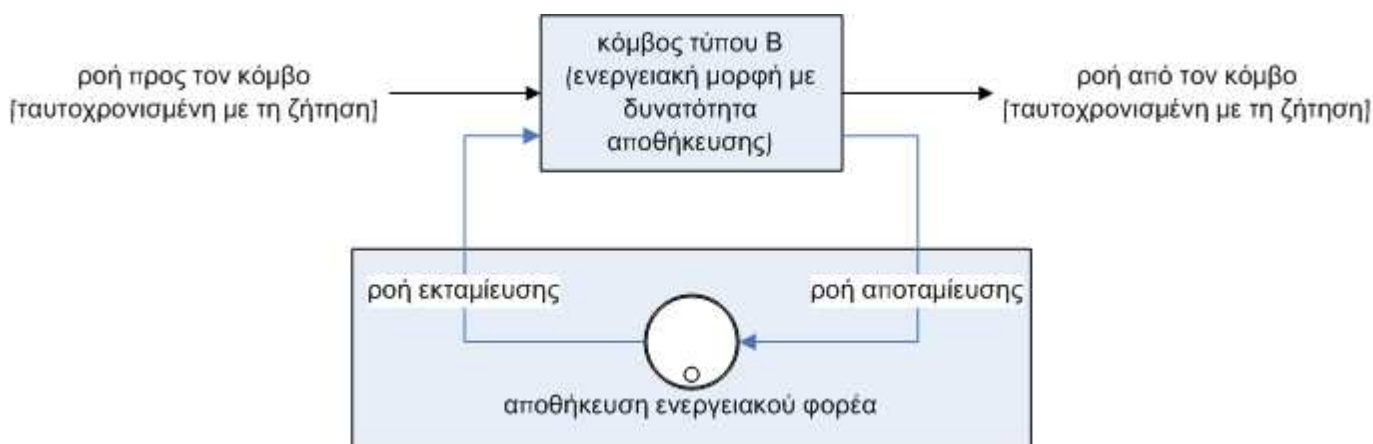 κόμβος τύπου Β
(ενεργειακή μορφή με
δυνατότητα
αποθήκευσης)
ροή προς τον κόμβο
[ταυτοχρονισμένη με τη ζήτηση]
ροή από τον κόμβο
[ταυτοχρονισμένη με τη ζήτηση]
ροή εκταμίευσης
ροή αποταμίευσης
αποθήκευση ενεργειακού φορέα